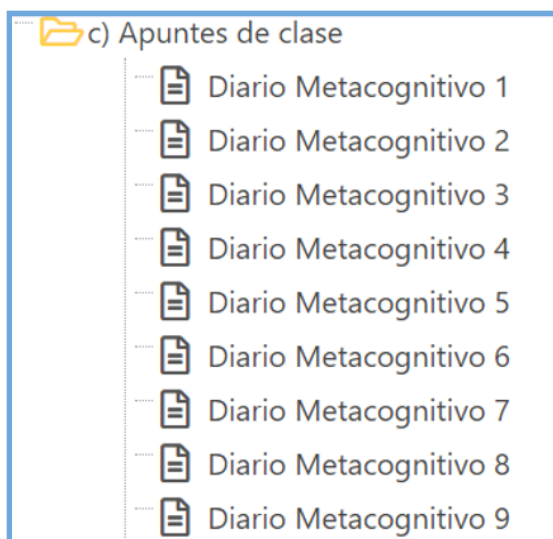 c) Apuntes de clase
Diario Metacognitivo 1
Diario Metacognitivo 2
Diario Metacognitivo 3
Diario Metacognitivo 4
Diario Metacognitivo 5
Diario Metacognitivo 6
Diario Metacognitivo 7
Diario Metacognitivo 8
Diario Metacognitivo 9